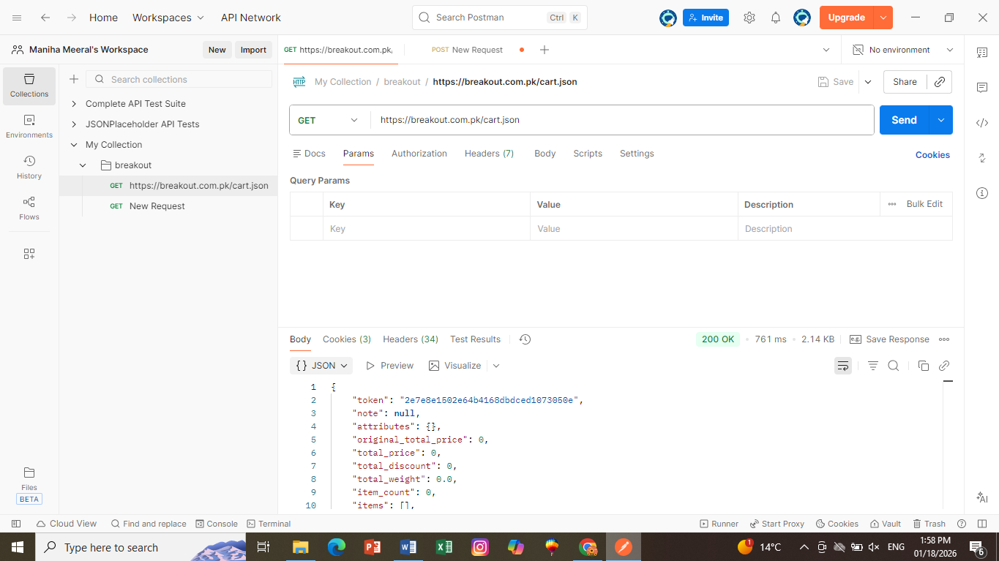 Home Workspaces API Network Search Postman Ctrl K Invite Upgrade
Maniha Meeral's Workspace New Import GET https://breakout.com.pk/ POST New Request No environment
Search collections
Collections
Complete API Test Suite
JSONPlaceholder API Tests
My Collection
breakout
GET https://breakout.com.pk/cart.json
GET New Request
Environments
History
Flows
Files
BETA
HTTP My Collection / breakout / https://breakout.com.pk/cart.json Save Share
GET https://breakout.com.pk/cart.json Send
Docs Params Authorization Headers (7) Body Scripts Settings Cookies
Query Params
Key Value Description Bulk Edit
Key Value Description
Body Cookies (3) Headers (34) Test Results 200 OK 761 ms 2.14 KB e.g. Save Response
{} JSON Preview Visualize
1 {
2 "token": "2e7e8e1502e64b4168dbdced1073050e",
3 "note": null,
4 "attributes": {},
5 "original_total_price": 0,
6 "total_price": 0,
7 "total_discount": 0,
8 "total_weight": 0.0,
9 "item_count": 0,
10 "items": [],
AI
Cloud View Find and replace Console Terminal Runner Start Proxy Cookies Vault Trash
Type here to search 1 14°C ENG 1:58 PM
01/18/2026
6